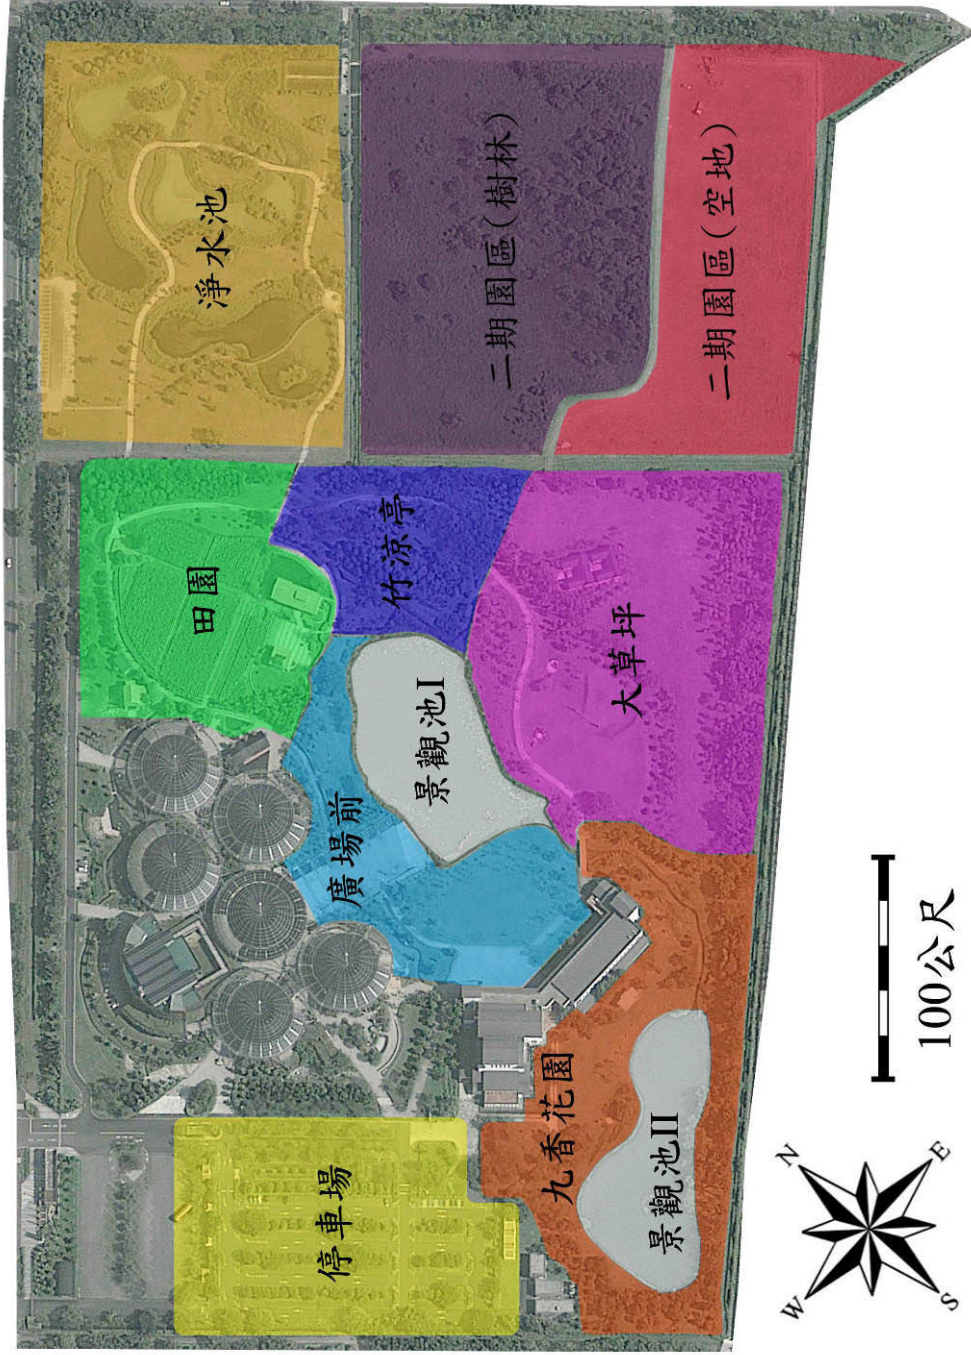 淨水池
二期園區(樹林)
二期園區(空地)
田園
竹涼亭
大草坪
景觀池I
廣場前
停車場
九香花園
景觀池II
100公尺
N
E
S
W